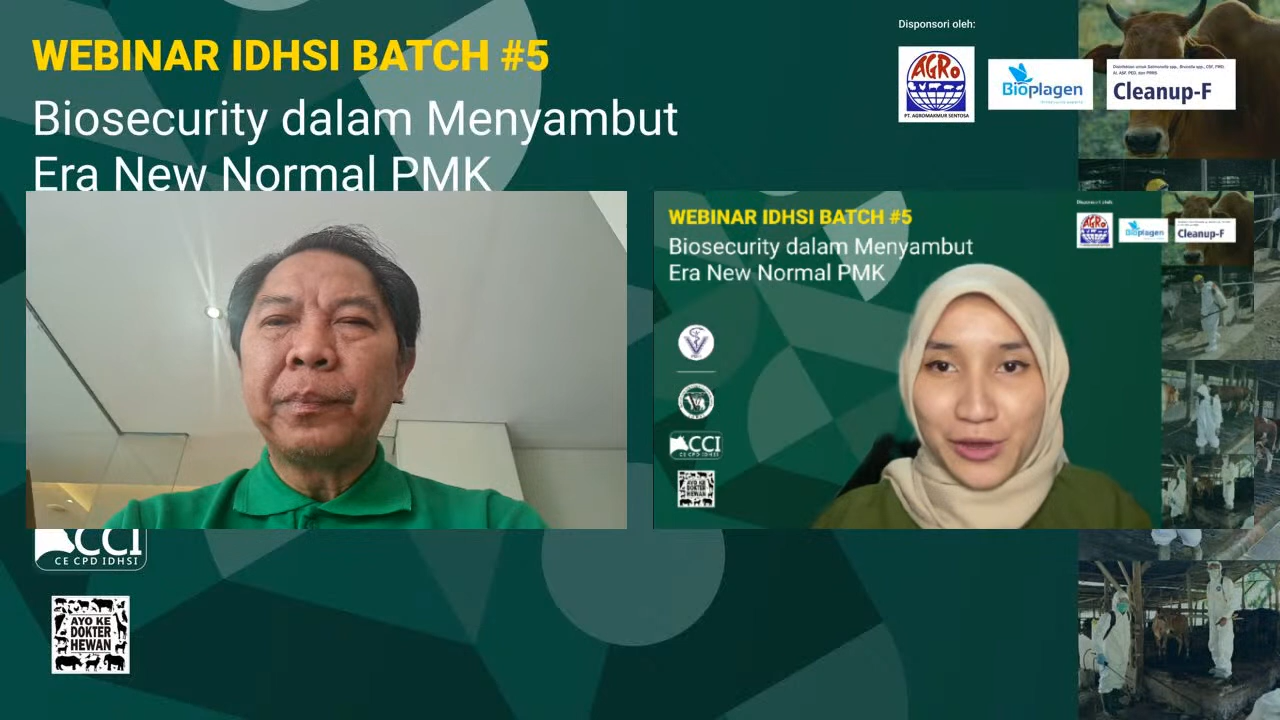 WEBINAR IDHSI BATCH #5
Biosecurity dalam Menyambut
Era New Normal PMK
Disponsori oleh:
AGRO
PT. AGROMAKMUR SENTOSA
Bioplagen
Cleanup-F
WEBINAR IDHSI BATCH #5
Biosecurity dalam Menyambut
Era New Normal PMK
Disponsori oleh:
AGRO
Bioplagen
Cleanup-F
CCI
CE CPD IDHSI
AYO KE
DOKTER
HEWAN
CCI
CE CPD IDHSI
AYO KE
DOKTER
HEWAN